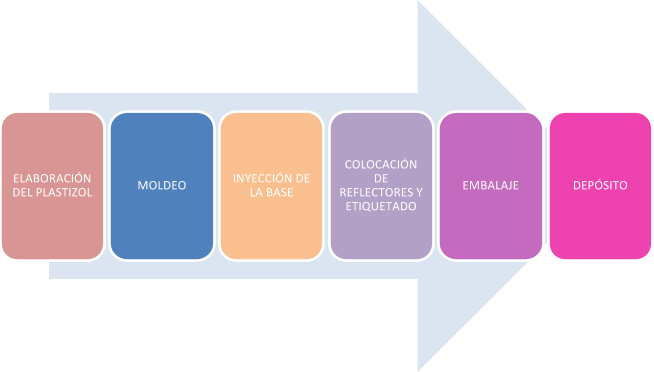 ELABORACIÓN
DEL PLASTIZOL
MOLDEO
INYECCIÓN DE
LA BASE
COLOCACIÓN
DE
REFLECTORES Y
ETIQUETADO
EMBALAJE
DEPÓSITO